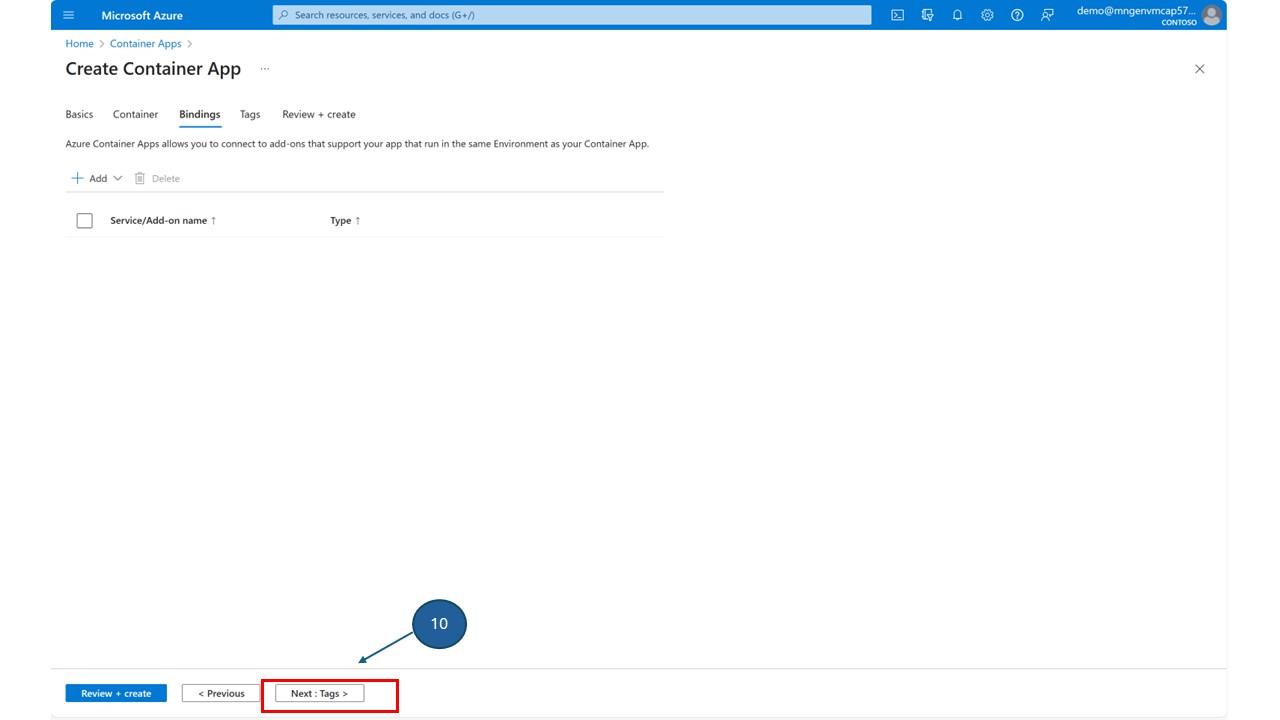 Microsoft Azure
Search resources, services, and docs (G+/)
demo@mngenvmcap57...
CONTOSO
Home > Container Apps >
Create Container App ...
Basics Container Bindings Tags Review + create
Azure Container Apps allows you to connect to add-ons that support your app that run in the same Environment as your Container App.
+ Add Delete
Service/Add-on name ↑ Type ↑
10
Review + create < Previous Next : Tags >